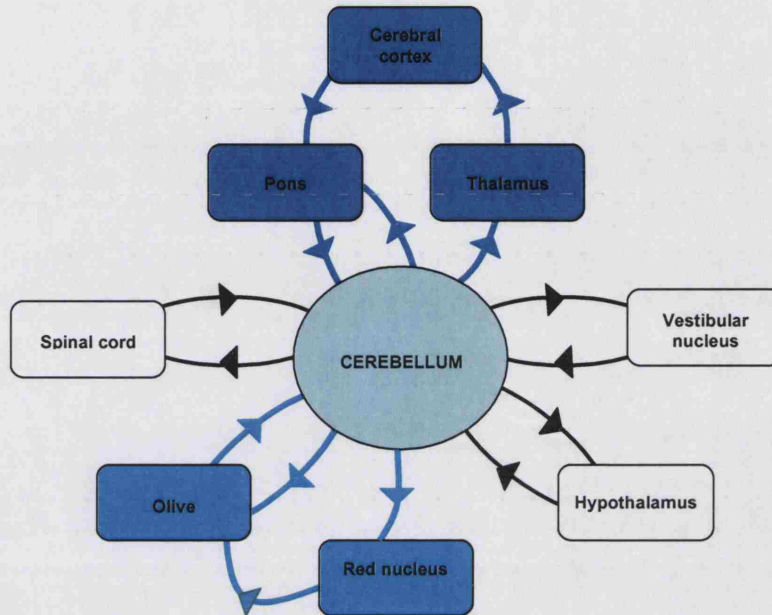 Cerebral
cortex
Pons
Thalamus
Spinal cord
CEREBELLUM
Vestibular
nucleus
Olive
Red nucleus
Hypothalamus